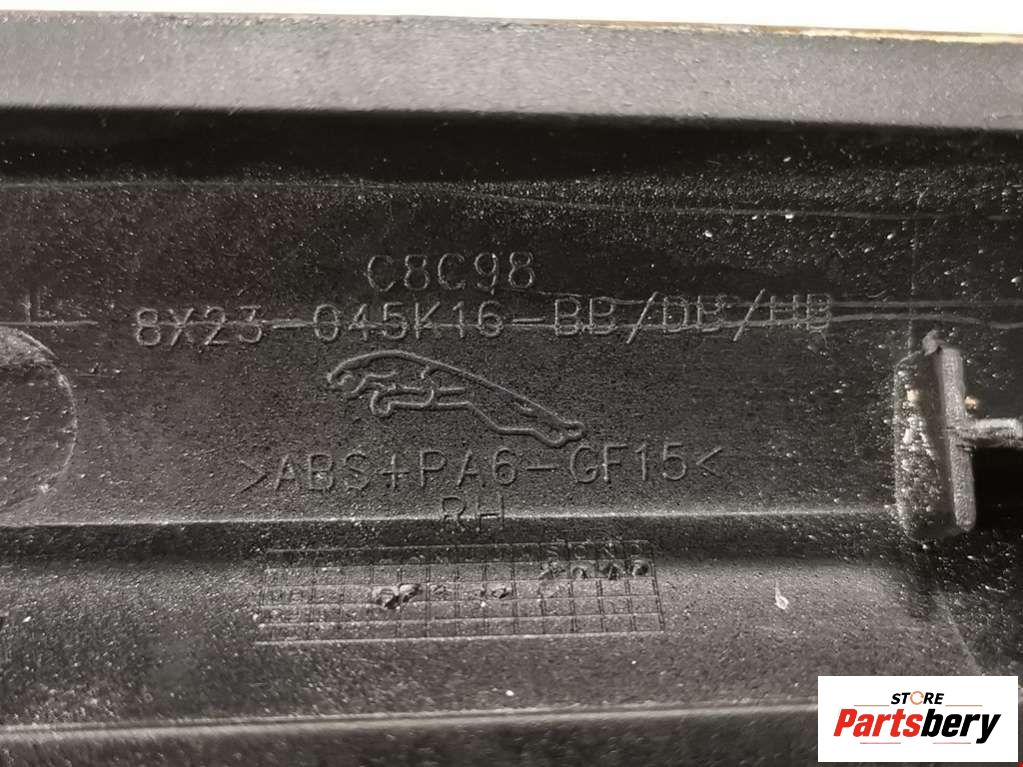 C8C98
8X23-045K16-BB/DB/HB
>ABS+PA6-GF15<
RH
STORE
Partsbery